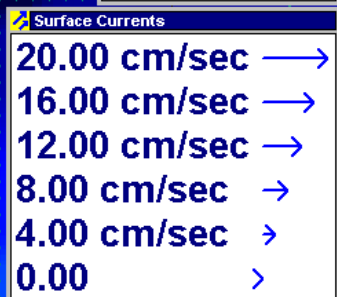 Surface Currents
20.00 cm/sec
16.00 cm/sec
12.00 cm/sec
8.00 cm/sec
4.00 cm/sec
0.00